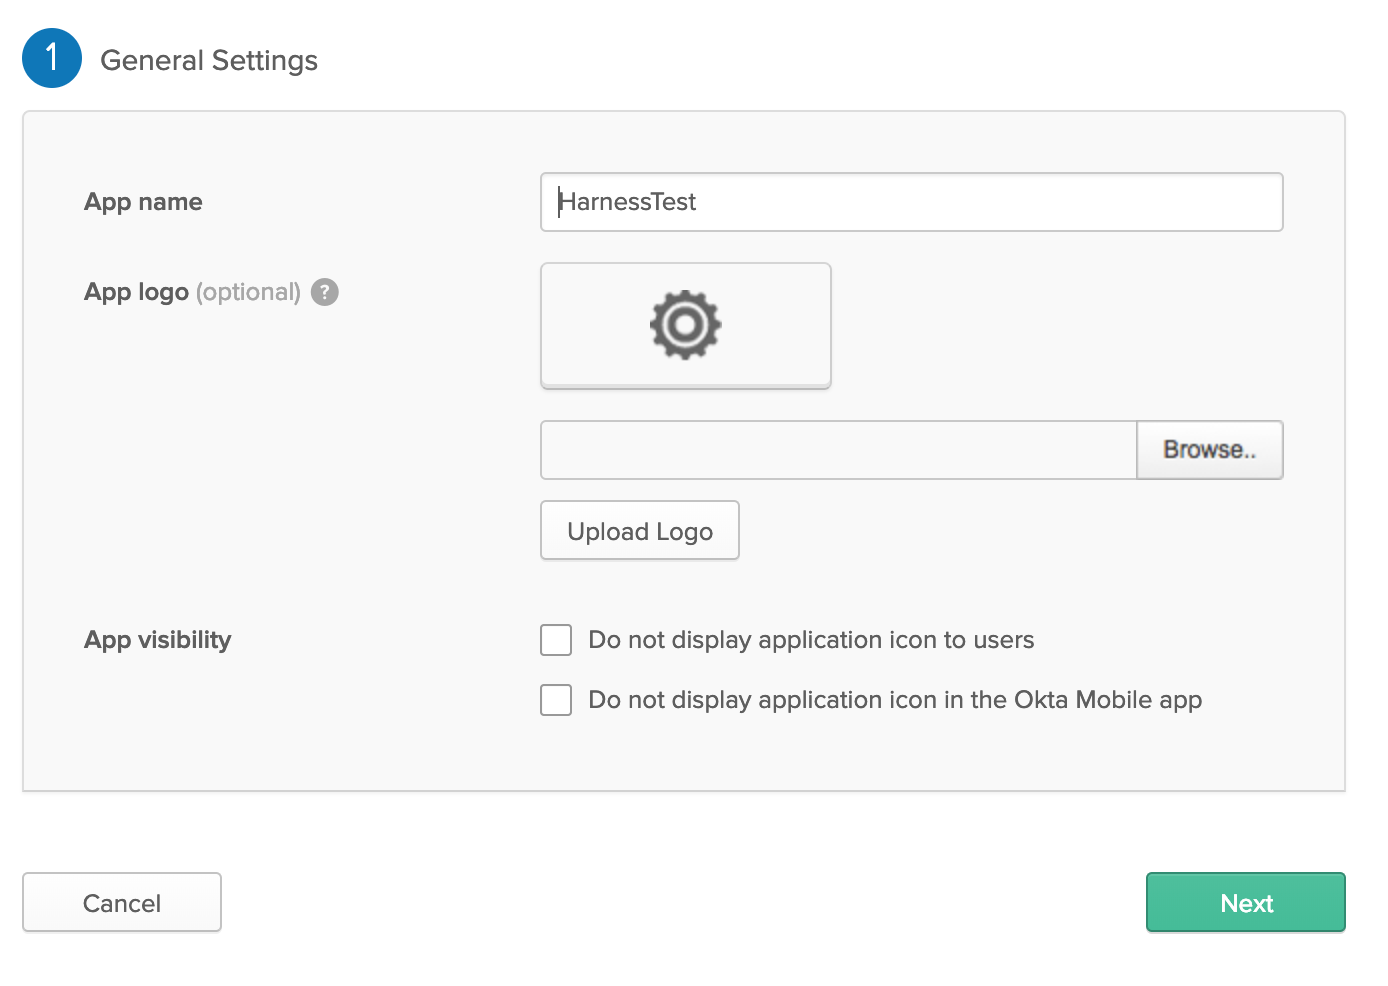 1 General Settings
App name
HarnessTest
App logo (optional) ?
Browse..
Upload Logo
App visibility
Do not display application icon to users
Do not display application icon in the Okta Mobile app
Cancel
Next